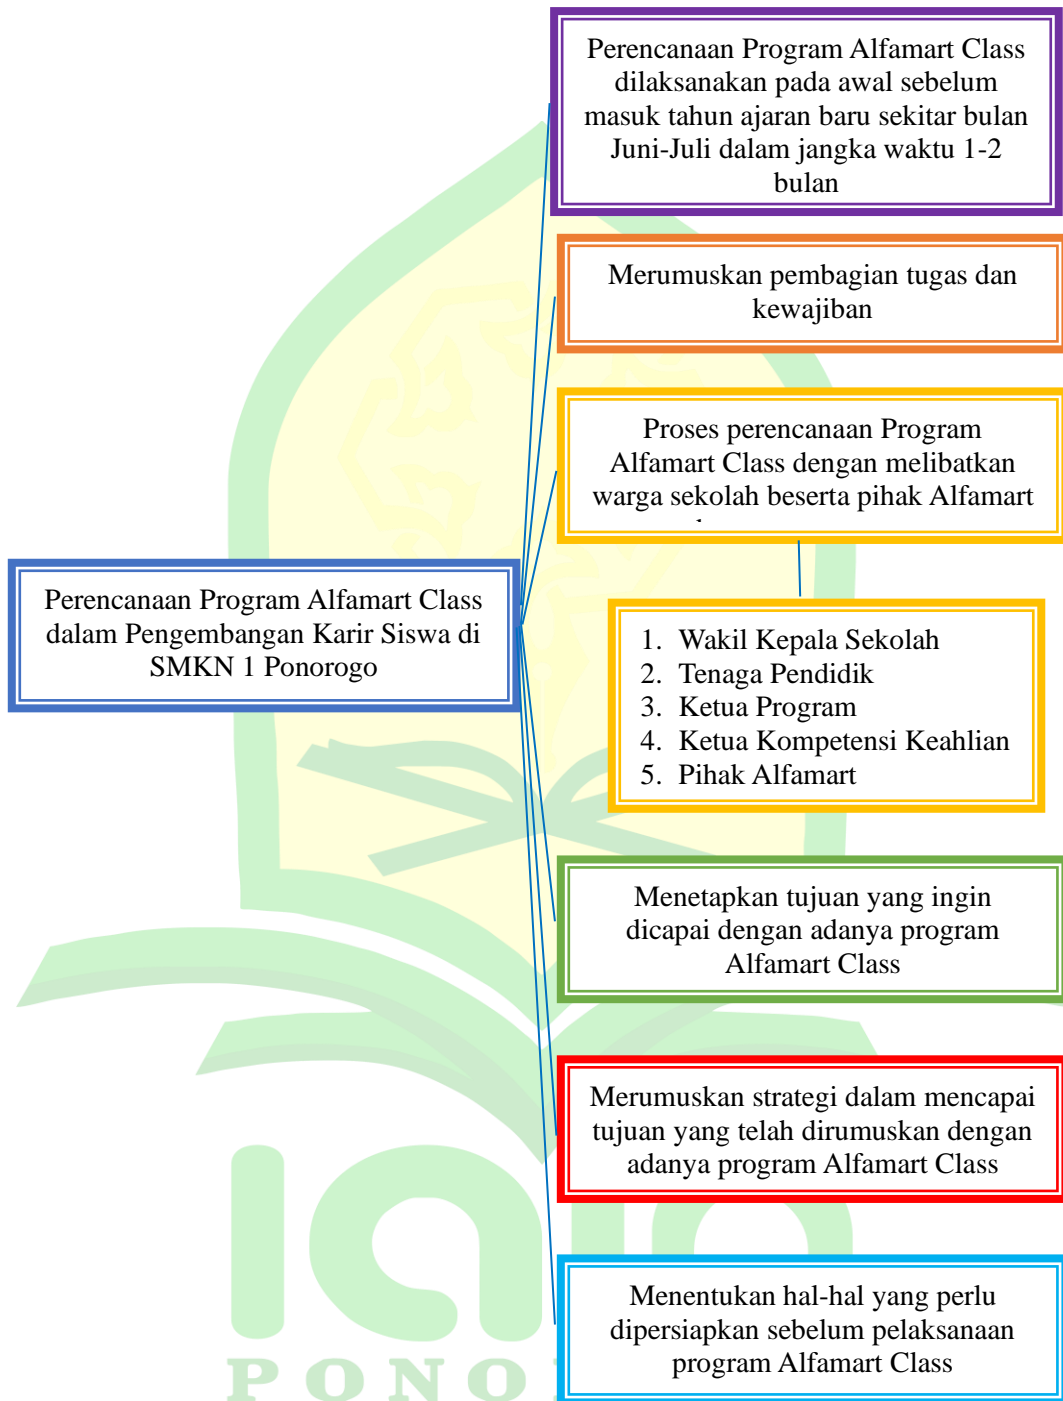 Perencanaan Program Alfamart Class
dilaksanakan pada awal sebelum
masuk tahun ajaran baru sekitar bulan
Juni-Juli dalam jangka waktu 1-2
bulan
Merumuskan pembagian tugas dan
kewajiban
Proses perencanaan Program
Alfamart Class dengan melibatkan
warga sekolah beserta pihak Alfamart
Perencanaan Program Alfamart Class
dalam Pengembangan Karir Siswa di
SMKN 1 Ponorogo
1. Wakil Kepala Sekolah
2. Tenaga Pendidik
3. Ketua Program
4. Ketua Kompetensi Keahlian
5. Pihak Alfamart
Menetapkan tujuan yang ingin
dicapai dengan adanya program
Alfamart Class
Merumuskan strategi dalam mencapai
tujuan yang telah dirumuskan dengan
adanya program Alfamart Class
Menentukan hal-hal yang perlu
dipersiapkan sebelum pelaksanaan
program Alfamart Class